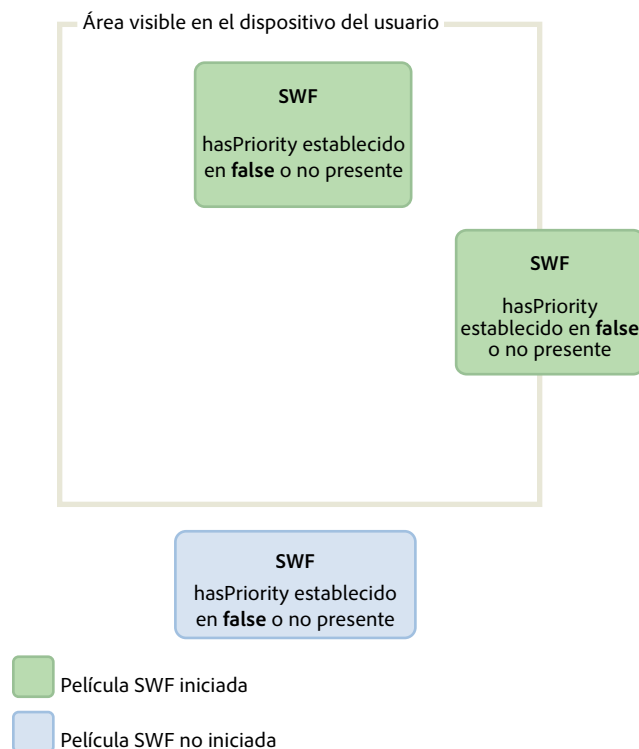 Área visible en el dispositivo del usuario
SWF
hasPriority establecido
en false o no presente
SWF
hasPriority
establecido en false
o no presente
SWF
hasPriority establecido
en false o no presente
Película SWF iniciada
Película SWF no iniciada